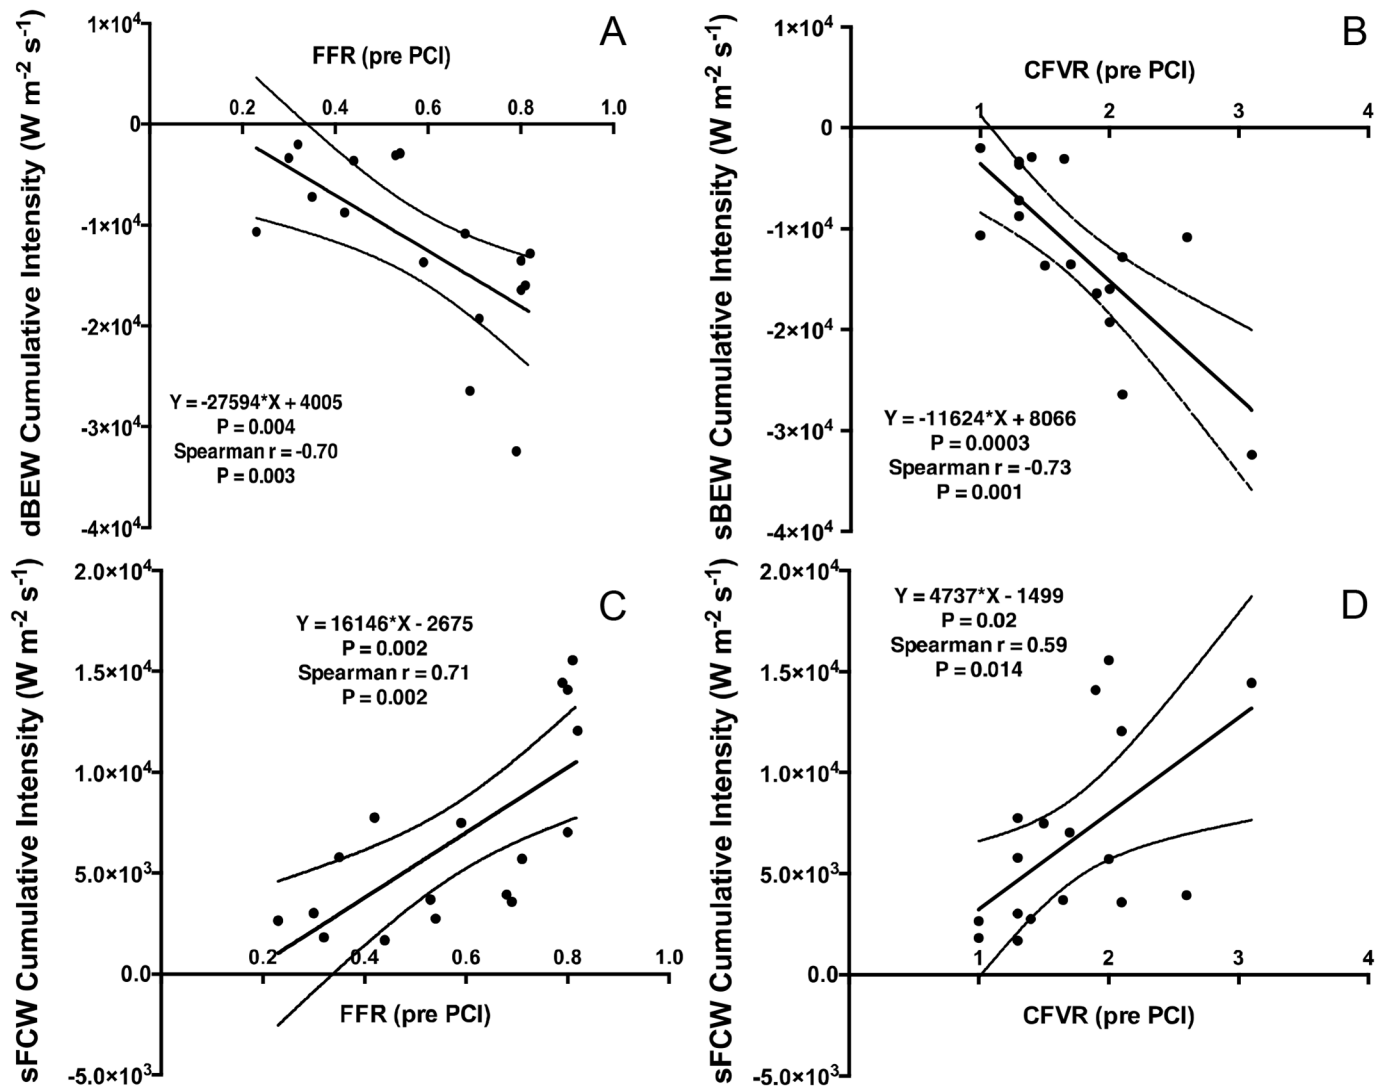 A
1×10⁴
FFR (pre PCI)
0.2 0.4 0.6 0.8 1.0
0
-1×10⁴
-2×10⁴
-3×10⁴
-4×10⁴
dBEW Cumulative Intensity (W m⁻² s⁻¹)
Y = -27594*X + 4005
P = 0.004
Spearman r = -0.70
P = 0.003
B
1×10⁴
CFVR (pre PCI)
1 2 3 4
0
-1×10⁴
-2×10⁴
-3×10⁴
-4×10⁴
sBEW Cumulative Intensity (W m⁻² s⁻¹)
Y = -11624*X + 8066
P = 0.0003
Spearman r = -0.73
P = 0.001
C
2.0×10⁴
1.5×10⁴
1.0×10⁴
5.0×10³
0.0
-5.0×10³
sFCW Cumulative Intensity (W m⁻² s⁻¹)
Y = 16146*X - 2675
P = 0.002
Spearman r = 0.71
P = 0.002
0.2 0.4 0.6 0.8 1.0
FFR (pre PCI)
D
2.0×10⁴
1.5×10⁴
1.0×10⁴
5.0×10³
0.0
-5.0×10³
sFCW Cumulative Intensity (W m⁻² s⁻¹)
Y = 4737*X - 1499
P = 0.02
Spearman r = 0.59
P = 0.014
1 2 3 4
CFVR (pre PCI)